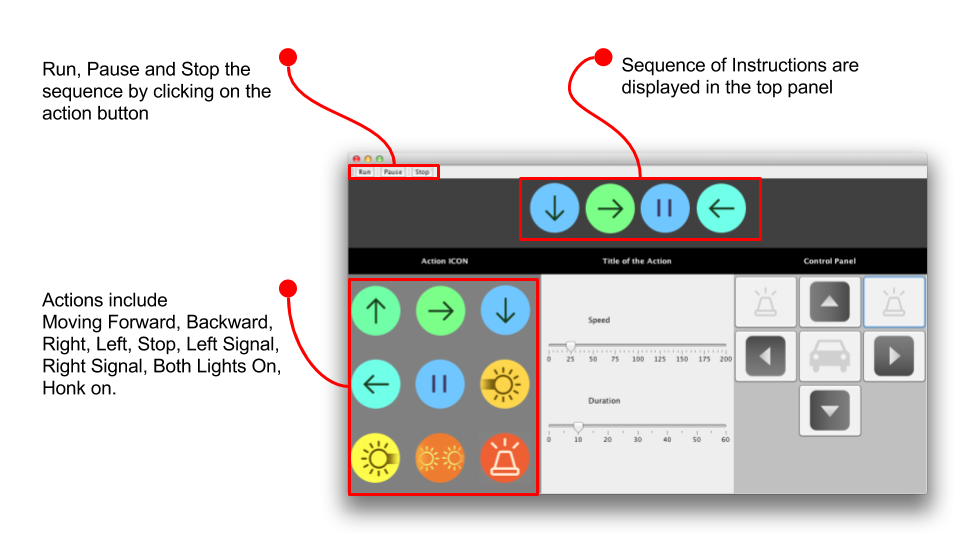 Run, Pause and Stop the
sequence by clicking on the
action button
Sequence of Instructions are
displayed in the top panel
Run Pause Stop
Action ICON Title of the Action Control Panel
Actions include
Moving Forward, Backward,
Right, Left, Stop, Left Signal,
Right Signal, Both Lights On,
Honk on.
Speed
0 25 50 75 100 125 150 175 200
Duration
0 10 20 30 40 50 60